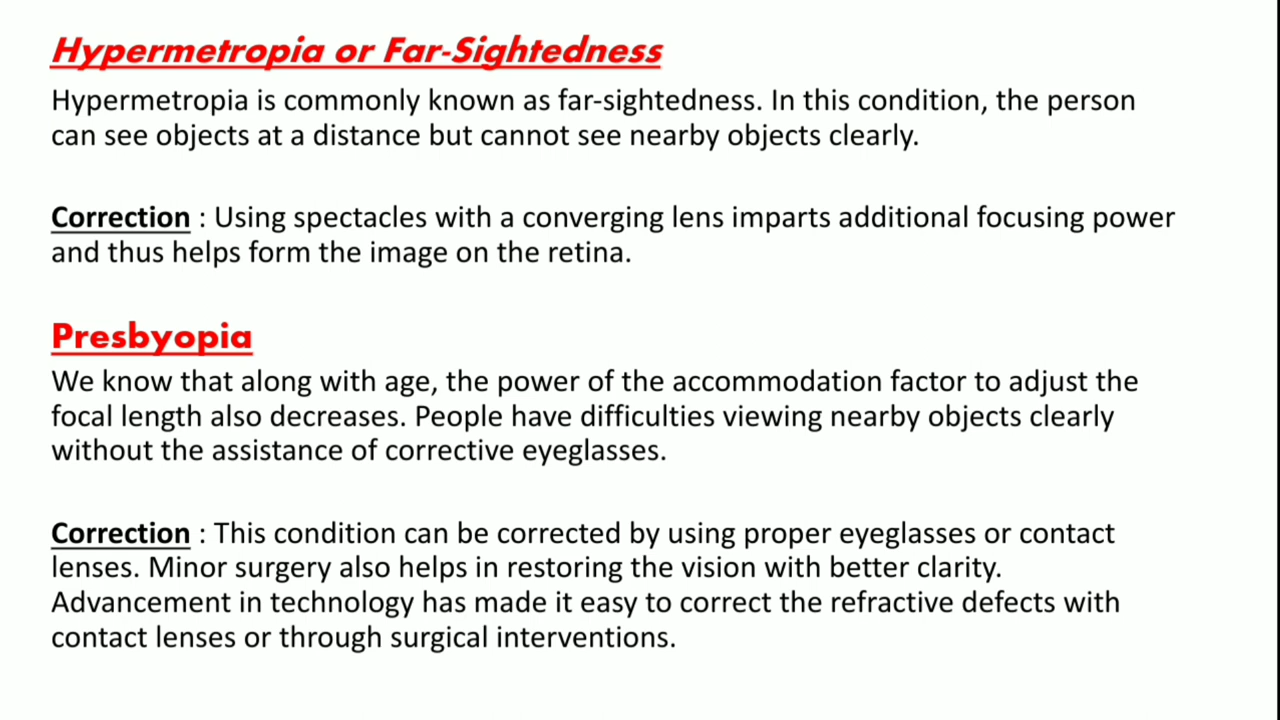 Hypermetropia or Far-Sightedness
Hypermetropia is commonly known as far-sightedness. In this condition, the person
can see objects at a distance but cannot see nearby objects clearly.
Correction : Using spectacles with a converging lens imparts additional focusing power
and thus helps form the image on the retina.
Presbyopia
We know that along with age, the power of the accommodation factor to adjust the
focal length also decreases. People have difficulties viewing nearby objects clearly
without the assistance of corrective eyeglasses.
Correction : This condition can be corrected by using proper eyeglasses or contact
lenses. Minor surgery also helps in restoring the vision with better clarity.
Advancement in technology has made it easy to correct the refractive defects with
contact lenses or through surgical interventions.